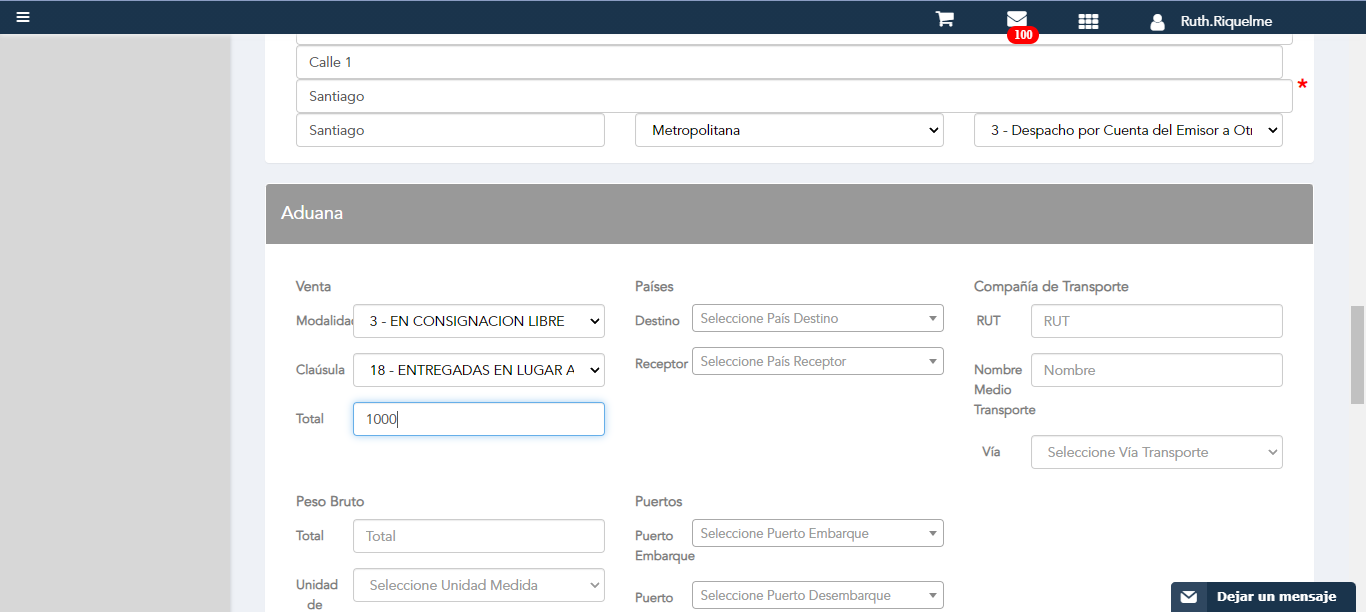 Ruth.Riquelme
100
Calle 1
Santiago
*
Santiago
Metropolitana
3 - Despacho por Cuenta del Emisor a Otr
Aduana
Venta
Modalidad
3 - EN CONSIGNACION LIBRE
Claúsula
18 - ENTREGADAS EN LUGAR A
Total
1000
Países
Destino
Seleccione País Destino
Receptor
Seleccione País Receptor
Compañía de Transporte
RUT
RUT
Nombre
Medio
Transporte
Nombre
Vía
Seleccione Vía Transporte
Peso Bruto
Total
Total
Unidad
de
Seleccione Unidad Medida
Puertos
Puerto
Embarque
Seleccione Puerto Embarque
Puerto
Seleccione Puerto Desembarque
Dejar un mensaje